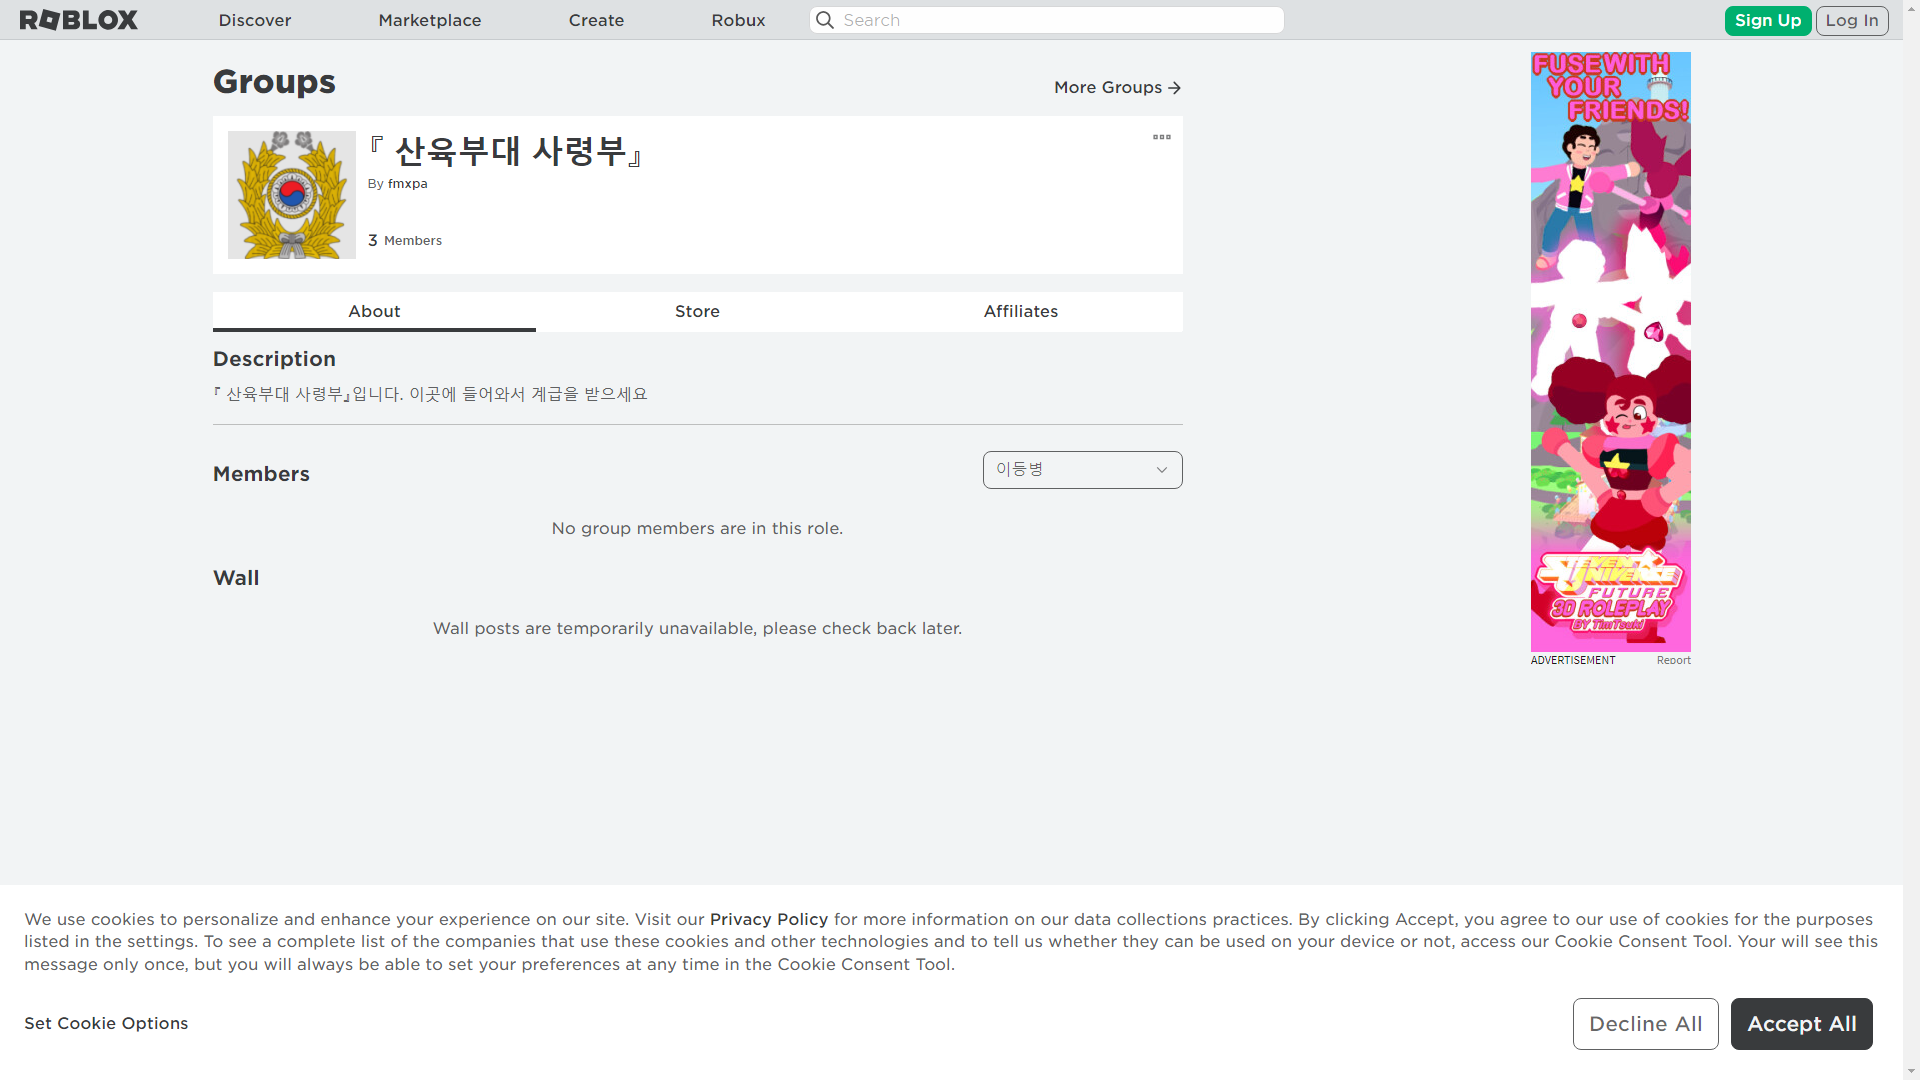 ROBLOX
Discover
Marketplace
Create
Robux
Search
Sign Up
Log In
Groups
More Groups
『 산육부대 사령부』
By fmxpa
3 Members
About
Store
Affiliates
Description
『 산육부대 사령부』입니다. 이곳에 들어와서 계급을 받으세요
Members
이등병
No group members are in this role.
Wall
Wall posts are temporarily unavailable, please check back later.
FUSE WITH
YOUR
FRIENDS!
STEVEN
UNIVERSE
FUTURE
3D ROLEPLAY
BY TimTsuki
ADVERTISEMENT
Report
We use cookies to personalize and enhance your experience on our site. Visit our Privacy Policy for more information on our data collections practices. By clicking Accept, you agree to our use of cookies for the purposes
listed in the settings. To see a complete list of the companies that use these cookies and other technologies and to tell us whether they can be used on your device or not, access our Cookie Consent Tool. Your will see this
message only once, but you will always be able to set your preferences at any time in the Cookie Consent Tool.
Set Cookie Options
Decline All
Accept All